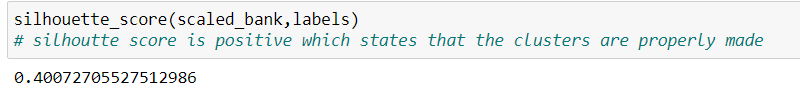 silhouette_score(scaled_bank,labels)
# silhoutte score is positive which states that the clusters are properly made
0.40072705527512986